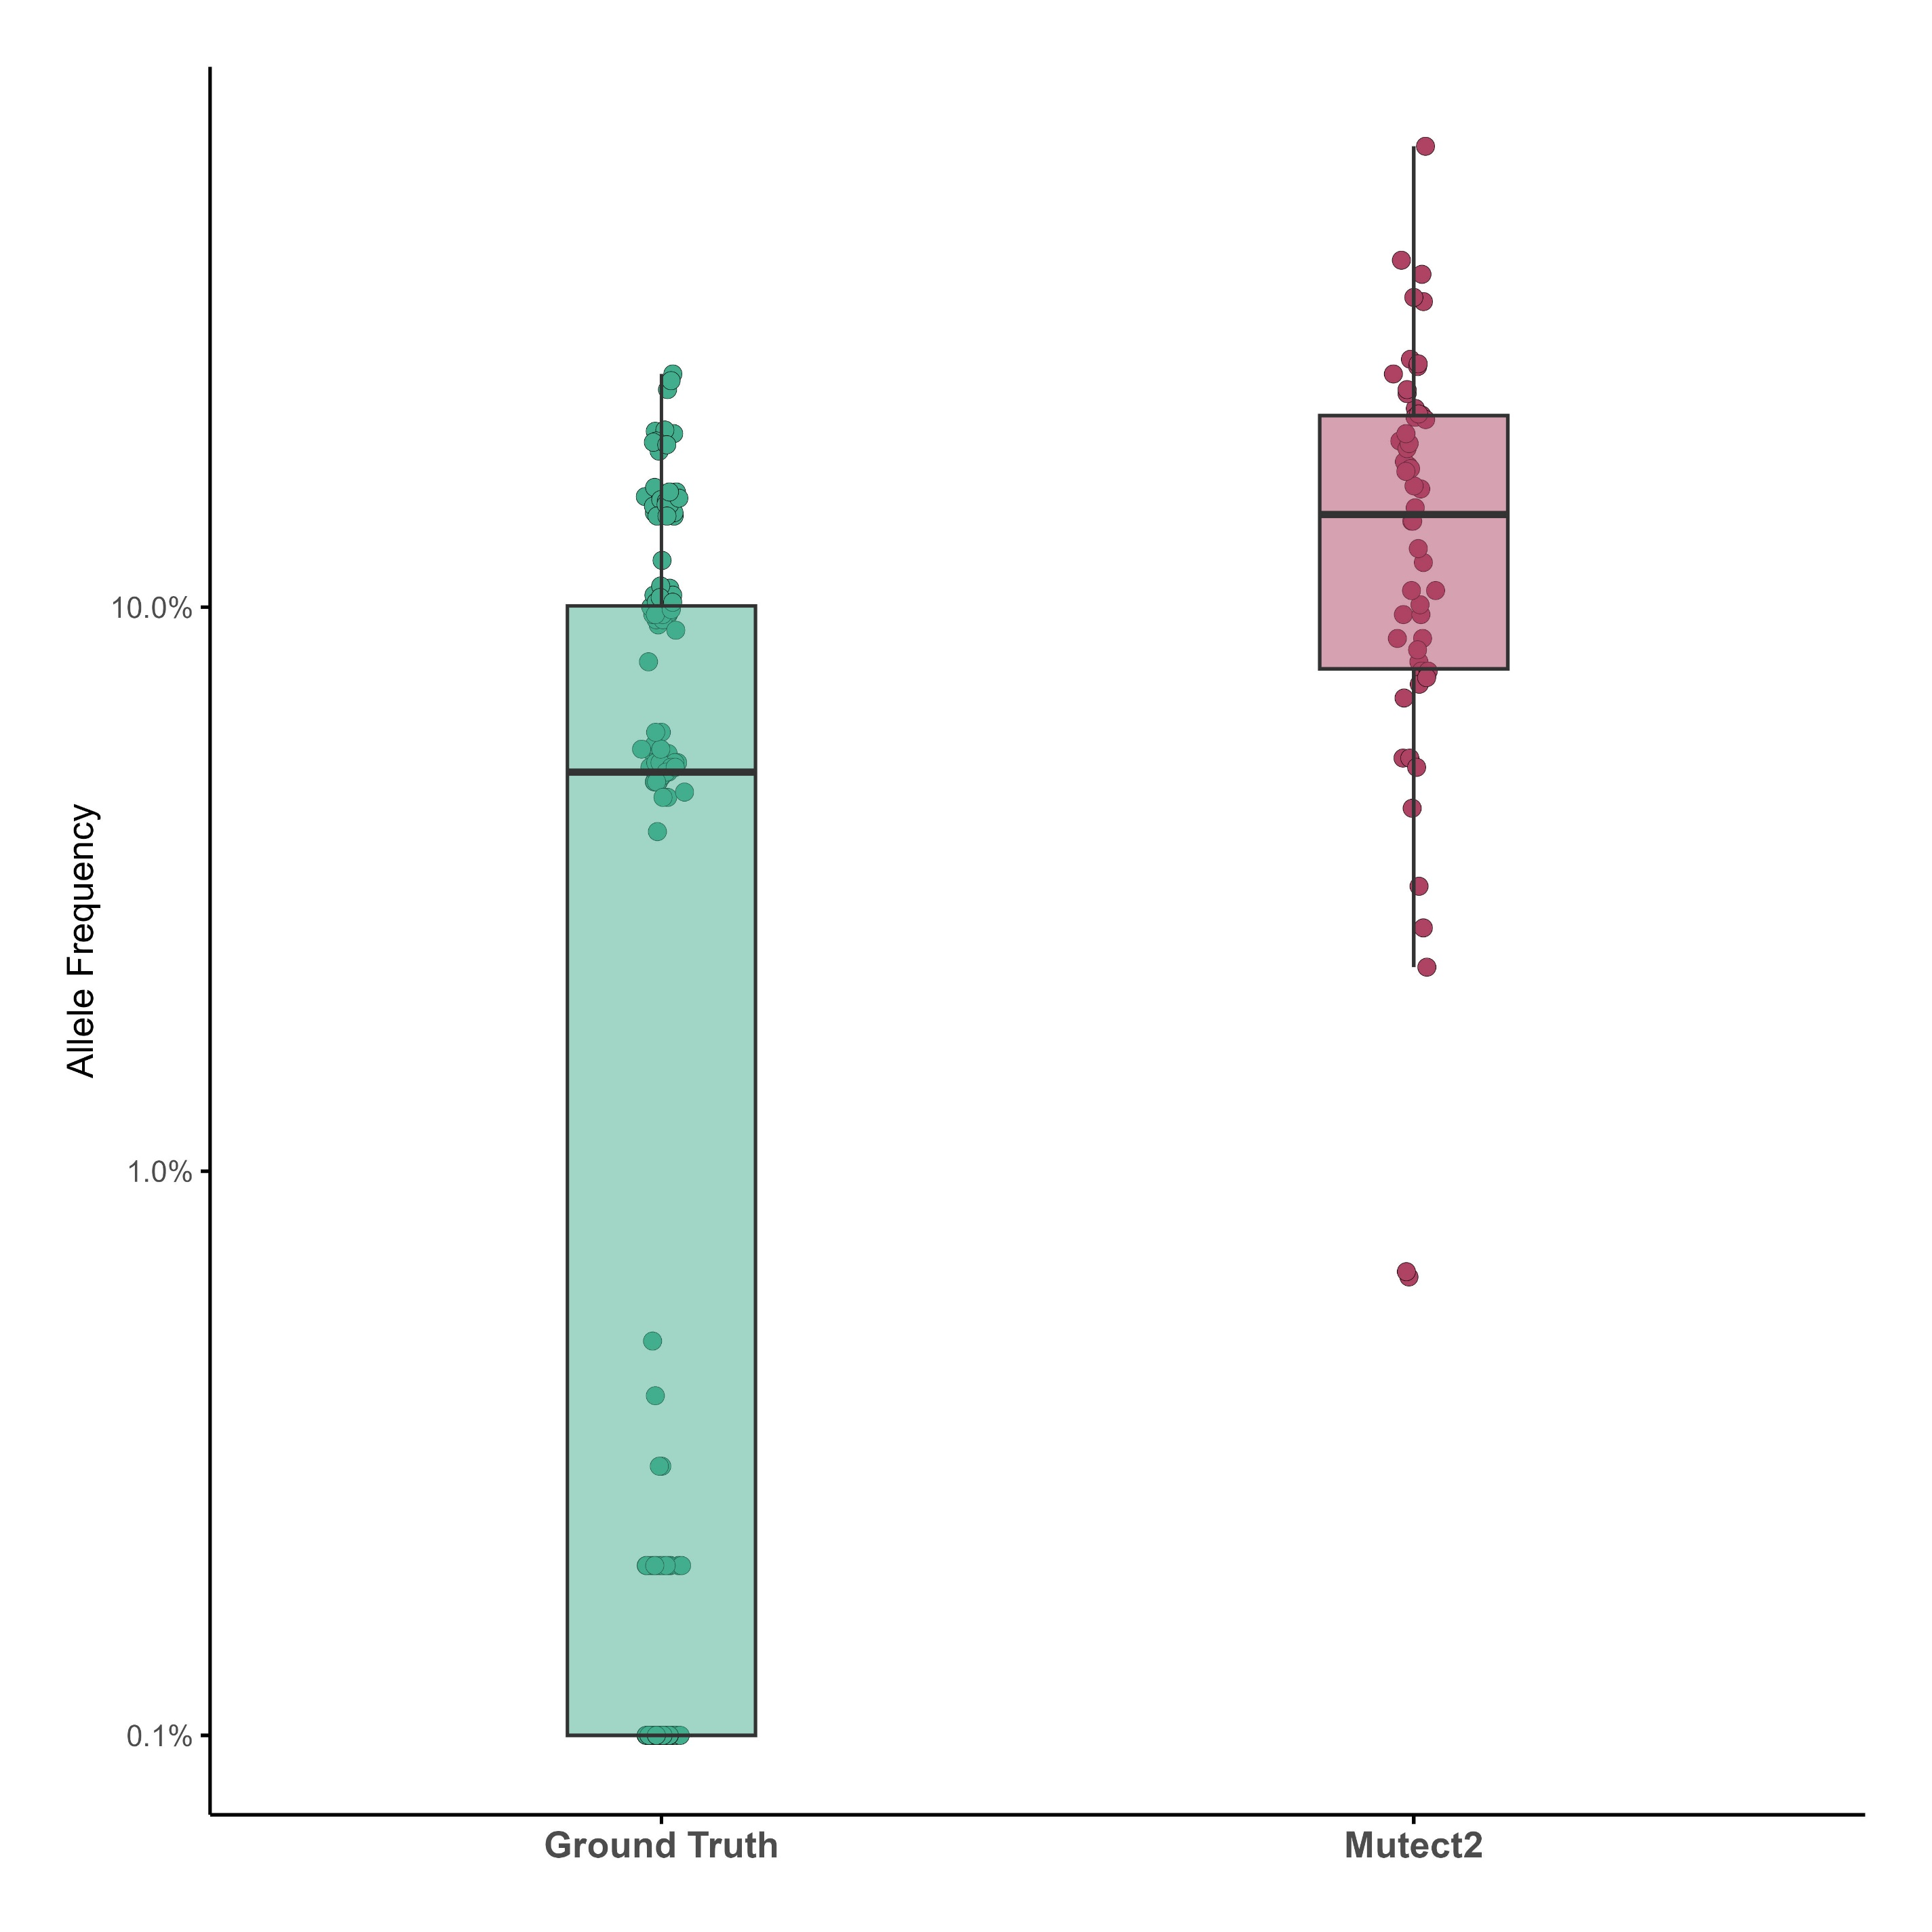 Allele Frequency
10.0%
1.0%
0.1%
Ground Truth
Mutect2